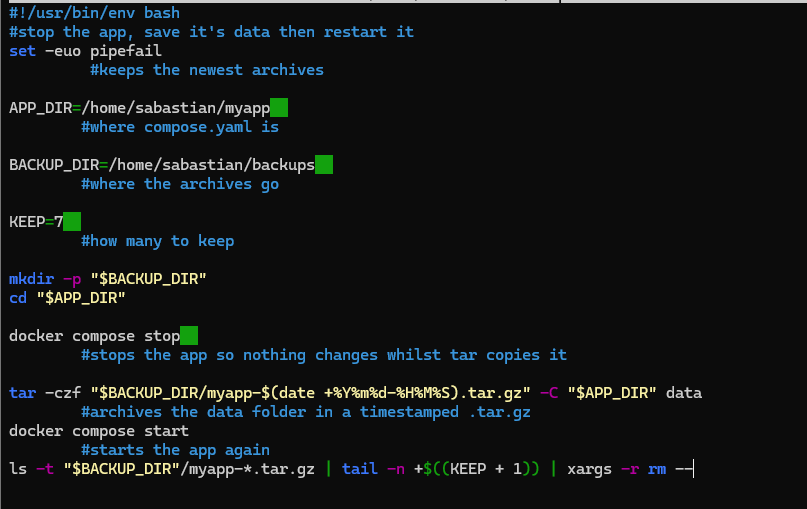 #!/usr/bin/env bash
#stop the app, save it's data then restart it
set -euo pipefail
#keeps the newest archives
APP_DIR=/home/sabastian/myapp
#where compose.yaml is
BACKUP_DIR=/home/sabastian/backups
#where the archives go
KEEP=7
#how many to keep
mkdir -p "$BACKUP_DIR"
cd "$APP_DIR"
docker compose stop
#stops the app so nothing changes whilst tar copies it
tar -czf "$BACKUP_DIR/myapp-$(date +%Y%m%d-%H%M%S).tar.gz" -C "$APP_DIR" data
#archives the data folder in a timestamped .tar.gz
docker compose start
#starts the app again
ls -t "$BACKUP_DIR"/myapp-*.tar.gz | tail -n +$((KEEP + 1)) | xargs -r rm --